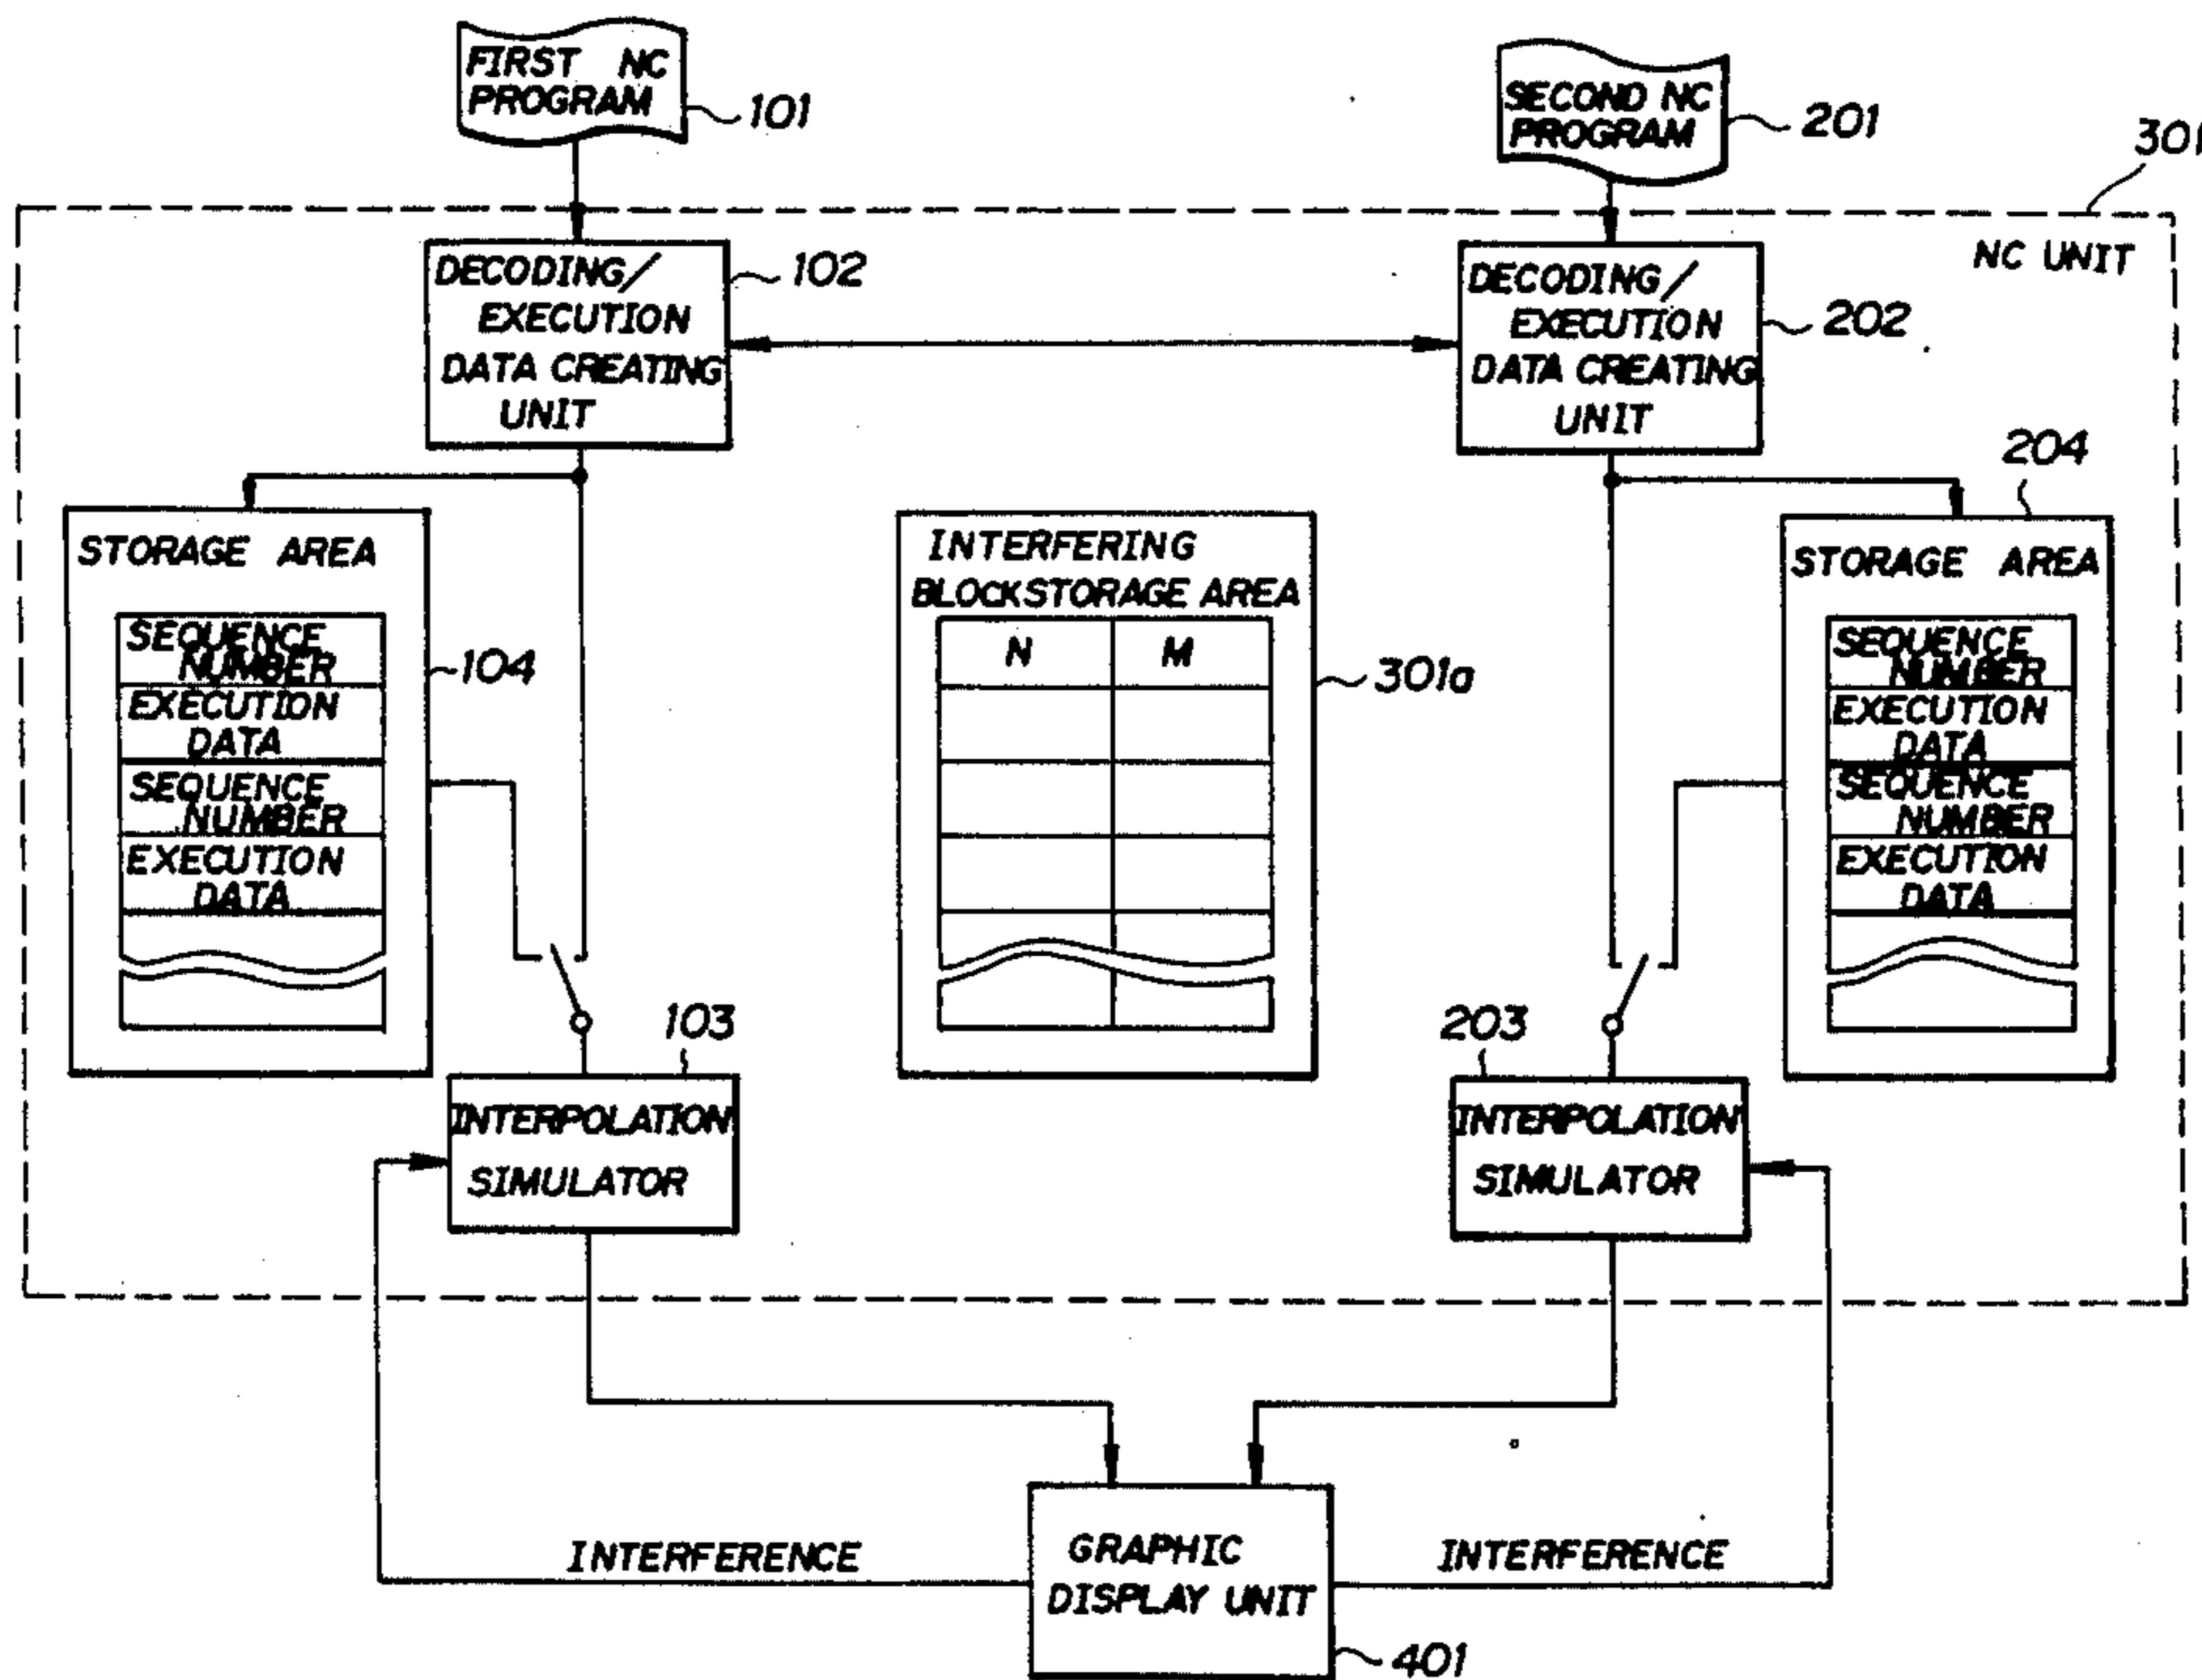 FIRST NC
PROGRAM
101
SECOND NC
PROGRAM
201
301
NC UNIT
DECODING/
EXECUTION
DATA CREATING
UNIT
102
DECODING/
EXECUTION
DATA CREATING
UNIT
202
STORAGE AREA
SEQUENCE
NUMBER
EXECUTION
DATA
SEQUENCE
NUMBER
EXECUTION
DATA
104
INTERFERING
BLOCK STORAGE AREA
N M
301a
204
STORAGE AREA
SEQUENCE
NUMBER
EXECUTION
DATA
SEQUENCE
NUMBER
EXECUTION
DATA
103
INTERPOLATION
SIMULATOR
203
INTERPOLATION
SIMULATOR
INTERFERENCE
GRAPHIC
DISPLAY UNIT
401
INTERFERENCE